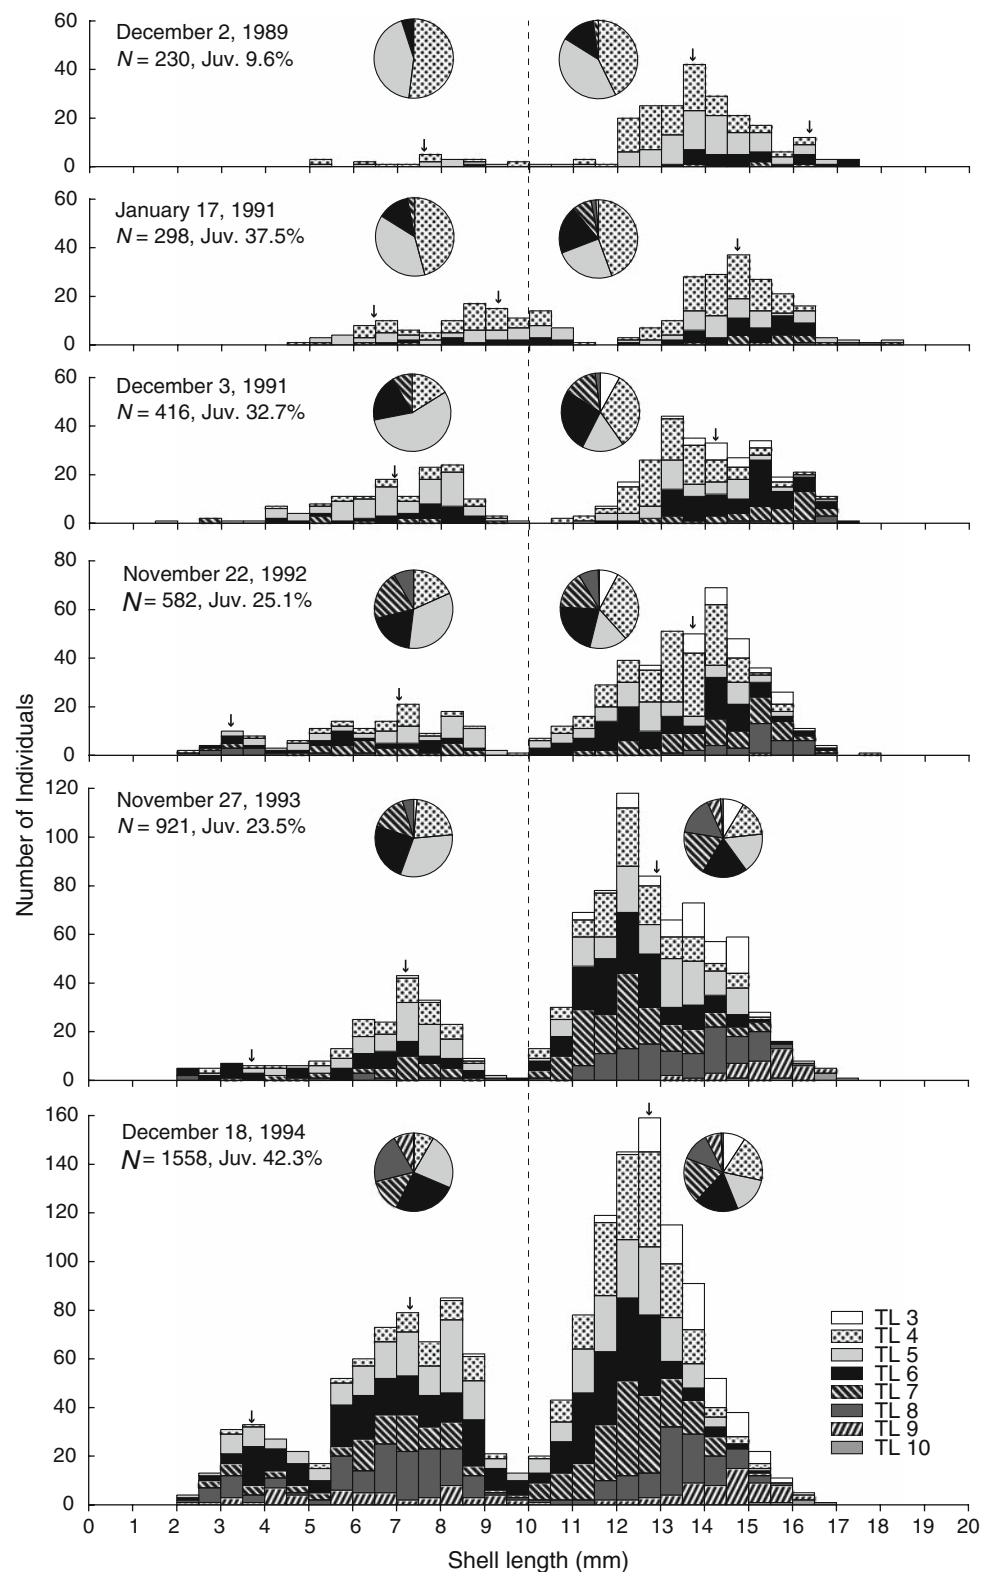 December 2, 1989
N = 230, Juv. 9.6%
60
40
20
0
January 17, 1991
N = 298, Juv. 37.5%
60
40
20
0
December 3, 1991
N = 416, Juv. 32.7%
60
40
20
0
November 22, 1992
N = 582, Juv. 25.1%
80
60
40
20
0
Number of Individuals
November 27, 1993
N = 921, Juv. 23.5%
120
100
80
60
40
20
0
December 18, 1994
N = 1558, Juv. 42.3%
160
140
120
100
80
60
40
20
0
TL 3
TL 4
TL 5
TL 6
TL 7
TL 8
TL 9
TL 10
0 1 2 3 4 5 6 7 8 9 10 11 12 13 14 15 16 17 18 19 20
Shell length (mm)